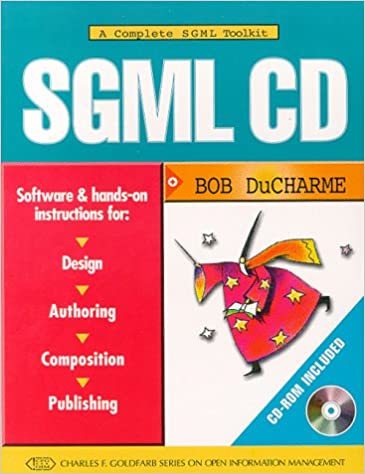 A Complete SGML Toolkit
SGML CD
Software & hands-on
instructions for:
Design
Authoring
Composition
Publishing
BOB DuCHARME
CD-ROM INCLUDED
CHARLES F. GOLDFARB SERIES ON OPEN INFORMATION MANAGEMENT